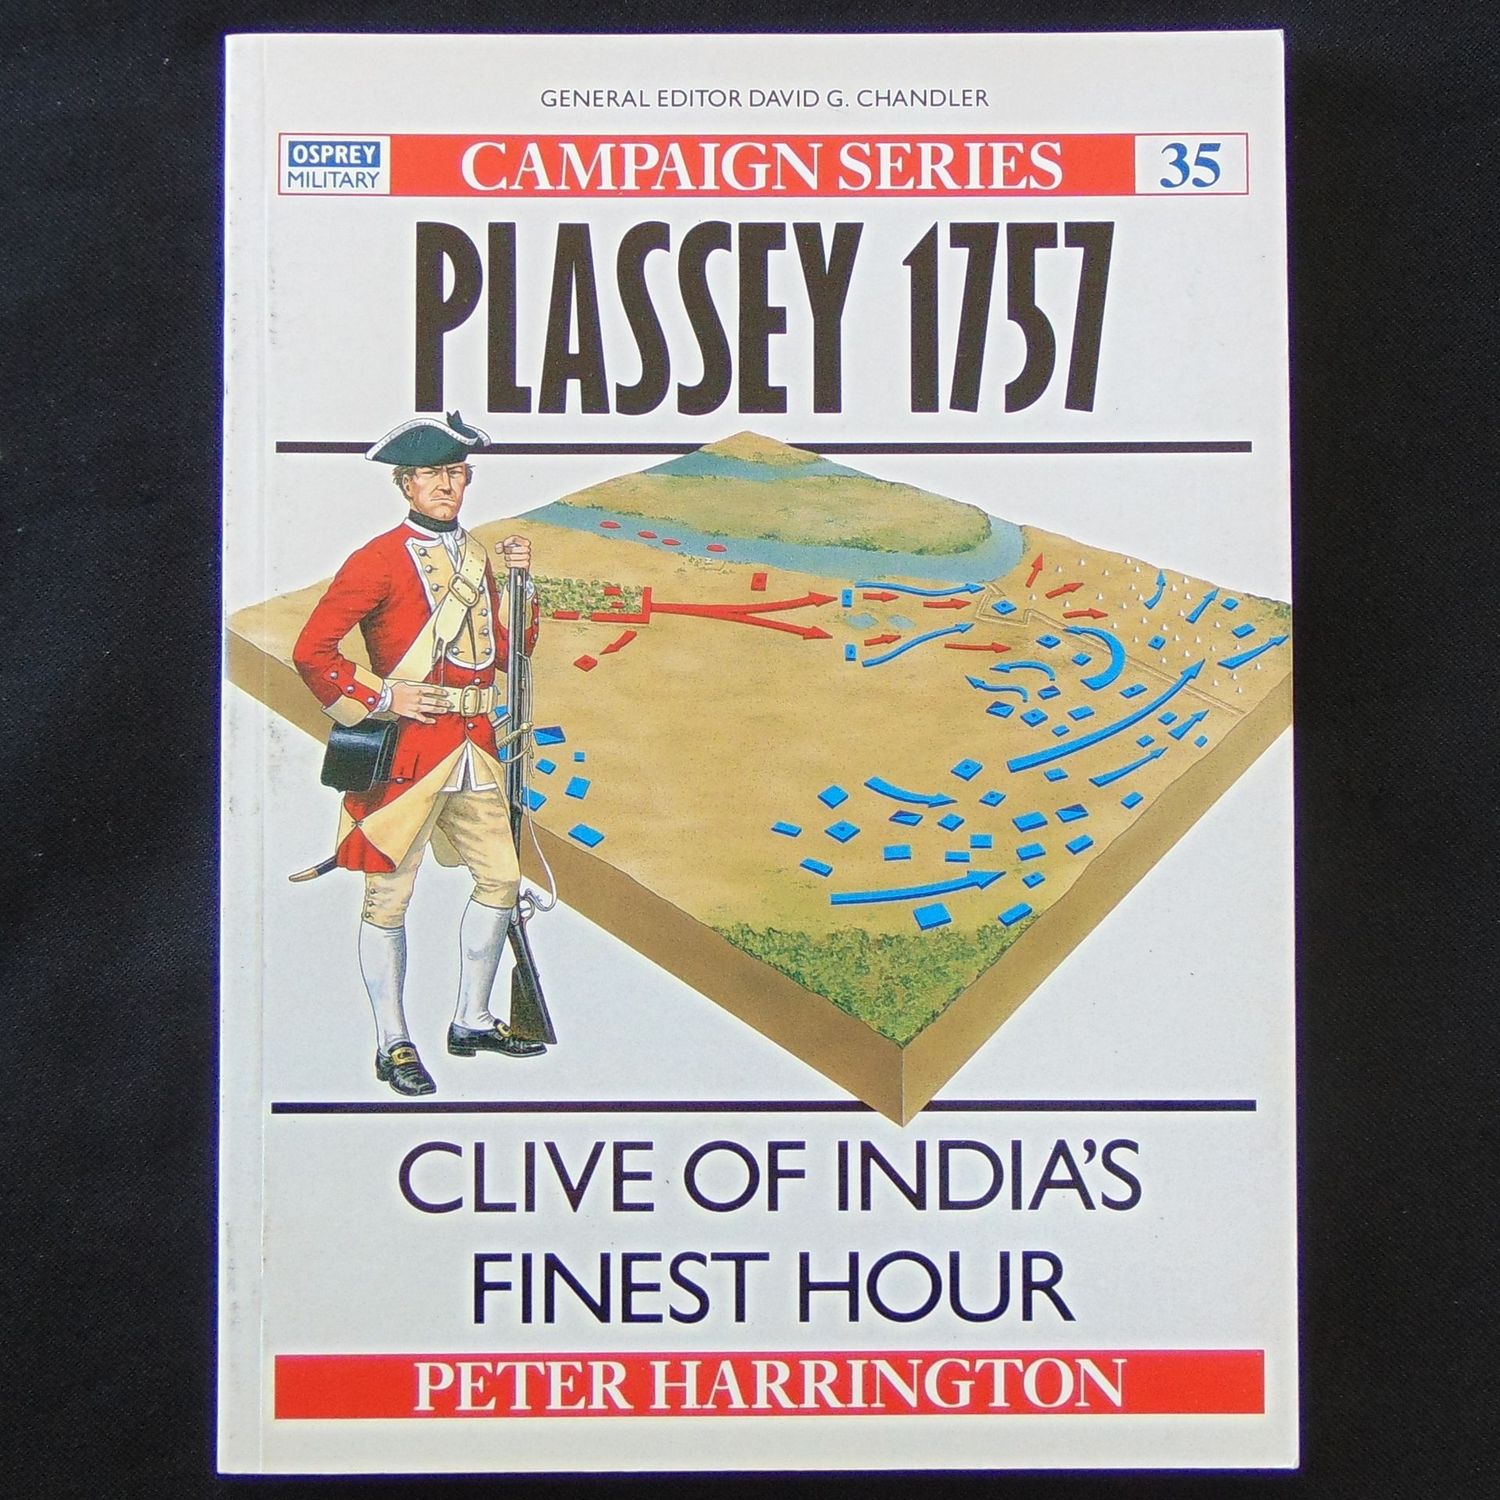 GENERAL EDITOR DAVID G. CHANDLER
OSPREY
MILITARY
CAMPAIGN SERIES
35
PLASSEY 1757
CLIVE OF INDIA'S
FINEST HOUR
PETER HARRINGTON